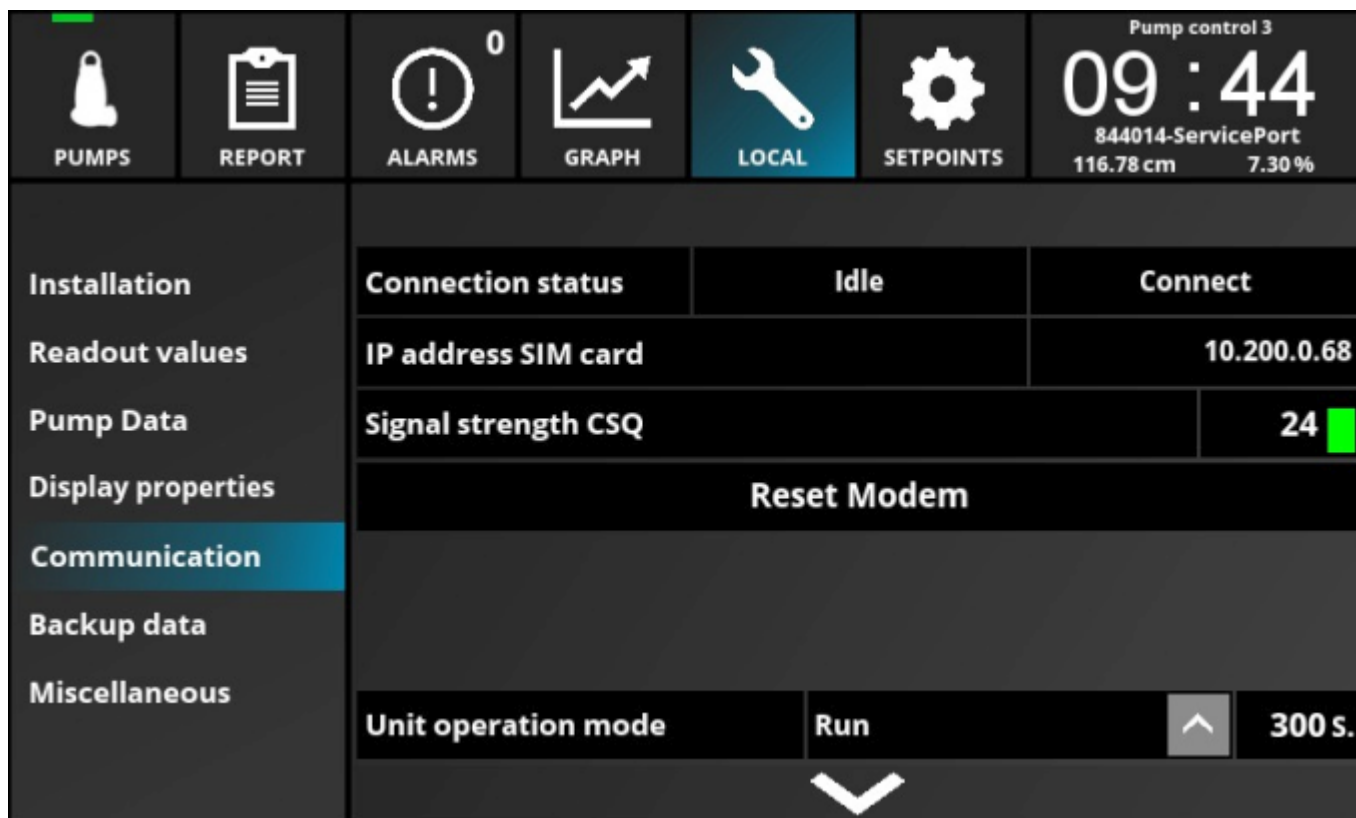 PUMPS
REPORT
0
ALARMS
GRAPH
LOCAL
SETPOINTS
Pump control 3
09 : 44
844014-ServicePort
116.78 cm 7.30 %
Installation
Readout values
Pump Data
Display properties
Communication
Backup data
Miscellaneous
Connection status Idle Connect
IP address SIM card 10.200.0.68
Signal strength CSQ 24
Reset Modem
Unit operation mode Run 300 s.